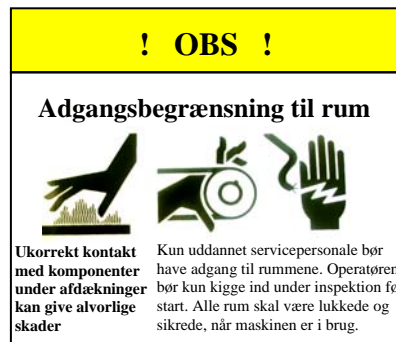 ! OBS !
Adgangsbegrænsning til rum
Ukorrekt kontakt
med komponenter
under afdækninger
kan give alvorlige
skader
Kun uddannet servicepersonale bør
have adgang til rummene. Operatøren
bør kun kigge ind under inspektion fø
start. Alle rum skal være lukkede og
sikrede, når maskinen er i brug.